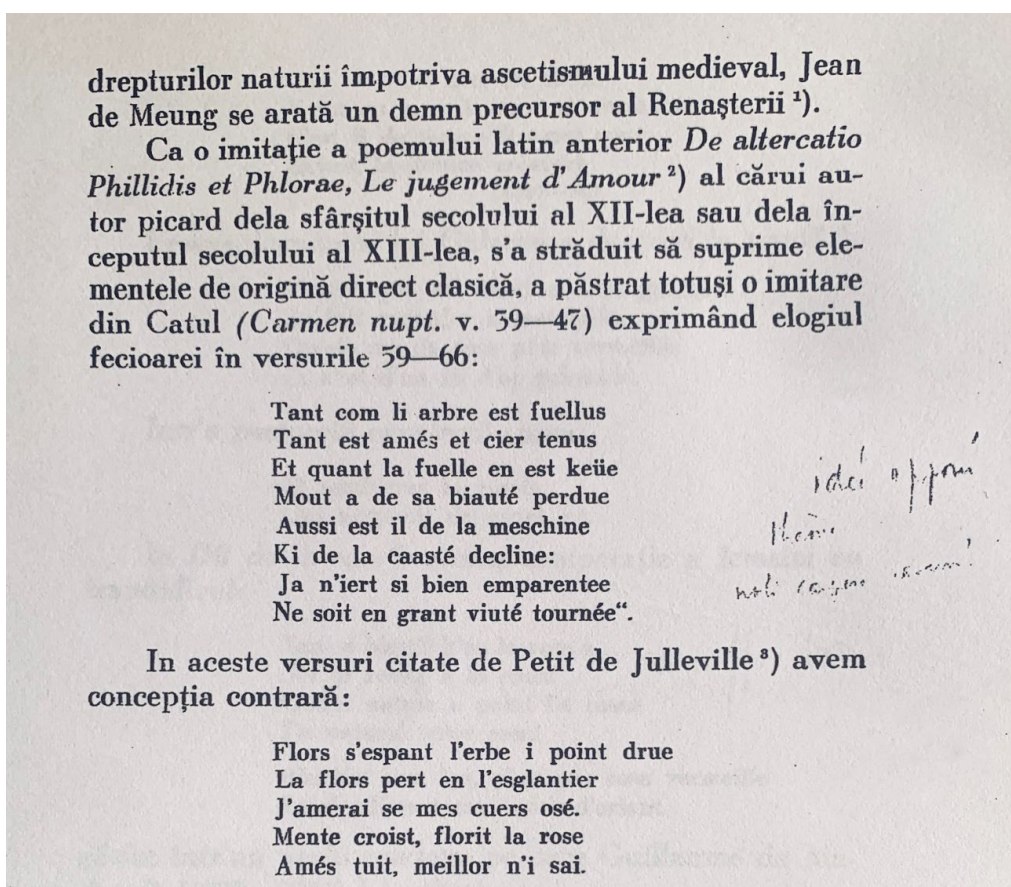 drepturilor naturii împotriva ascetismului medieval, Jean
de Meung se arată un demn precursor al Renașterii ¹).
Ca o imitație a poemului latin anterior De altercatio
Phillidis et Phlorae, Le jugement d'Amour ²) al cărui au-
tor picard dela sfârșitul secolului al XII-lea sau dela în-
ceputul secolului al XIII-lea, s'a străduit să suprime ele-
mentele de origină direct clasică, a păstrat totuși o imitare
din Catul (Carmen nupt. v. 39—47) exprimând elogiul
fecioarei în versurile 59—66:
Tant com li arbre est fuellus
Tant est amés et cier tenus
Et quant la fuelle en est keüe
Mout a de sa biauté perdue
Aussi est il de la meschine
Ki de la caasté decline:
Ja n'iert si bien emparentee
Ne soit en grant viuté tournée“.
In aceste versuri citate de Petit de Julleville ³) avem
concepția contrară:
Flors s'espant l'erbe i point drue
La flors pert en l'esglantier
J'amerai se mes cuers osé.
Mente croist, florit la rose
Amés tuit, meillor n'i sai.